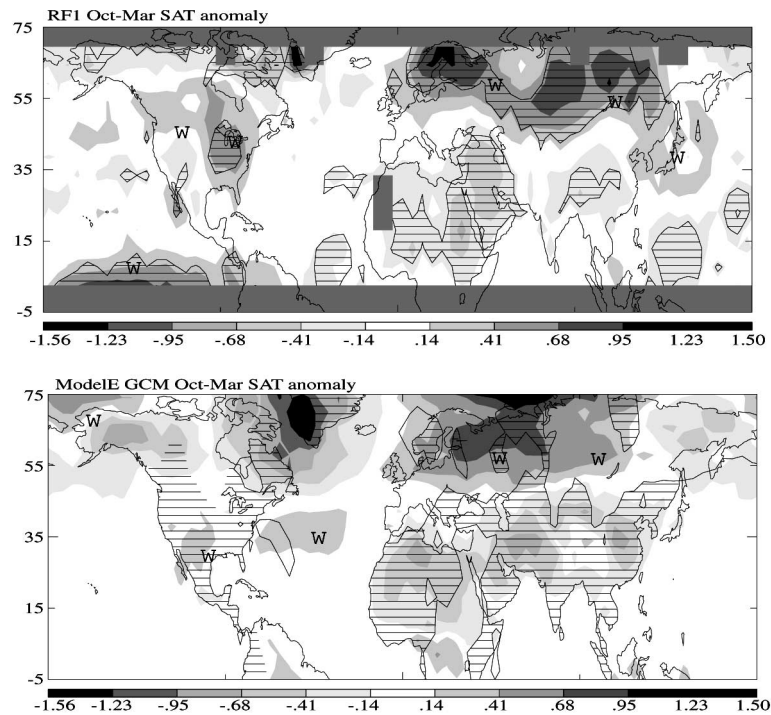 RF1 Oct-Mar SAT anomaly
75
55
35
15
-5
W
W
W
W
W
W
W
-1.56 -1.23 -.95 -.68 -.41 -.14 .14 .41 .68 .95 1.23 1.50
ModelE GCM Oct-Mar SAT anomaly
75
55
35
15
-5
W
W
W
W
W
-1.56 -1.23 -.95 -.68 -.41 -.14 .14 .41 .68 .95 1.23 1.50